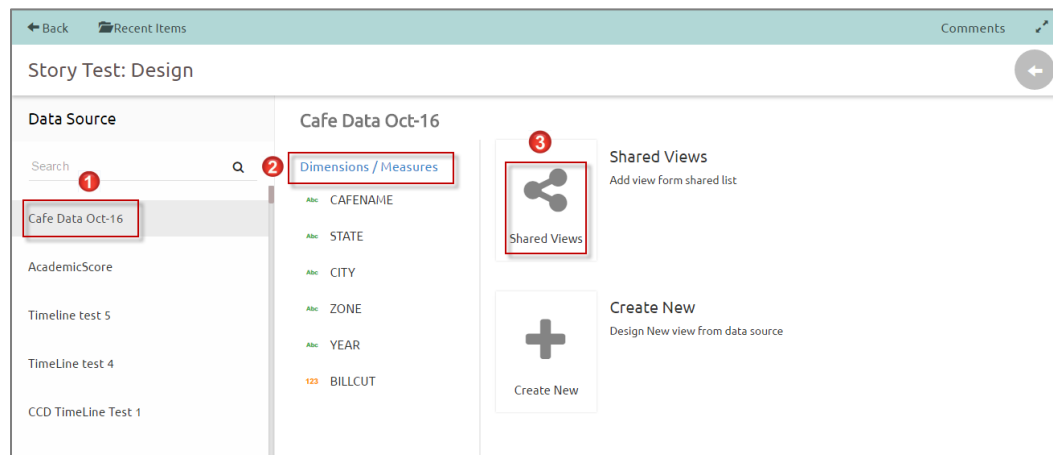 Back Recent Items Comments
Story Test: Design
Data Source
Search
1
Cafe Data Oct-16
AcademicScore
Timeline test 5
TimeLine test 4
CCD TimeLine Test 1
Cafe Data Oct-16
2
Dimensions / Measures
Abc CAFENAME
Abc STATE
Abc CITY
Abc ZONE
Abc YEAR
123 BILLCUT
3
Shared Views
Shared Views
Add view form shared list
Create New
Create New
Design New view from data source